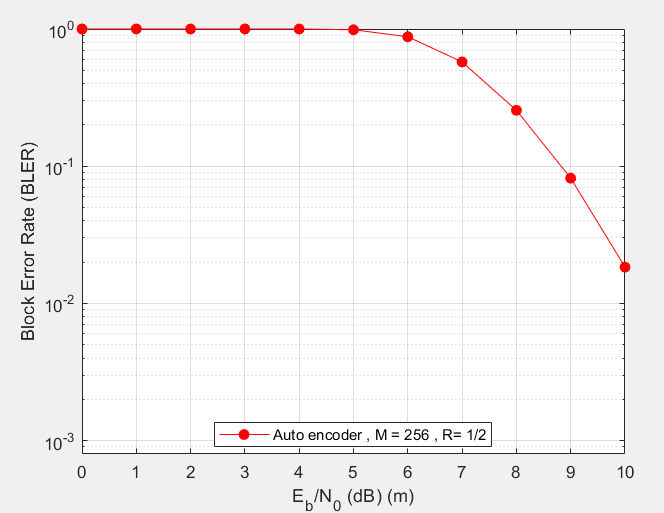 10^0
10^-1
10^-2
10^-3
Block Error Rate (BLER)
Auto encoder , M = 256 , R= 1/2
0 1 2 3 4 5 6 7 8 9 10
E_b/N_0 (dB) (m)